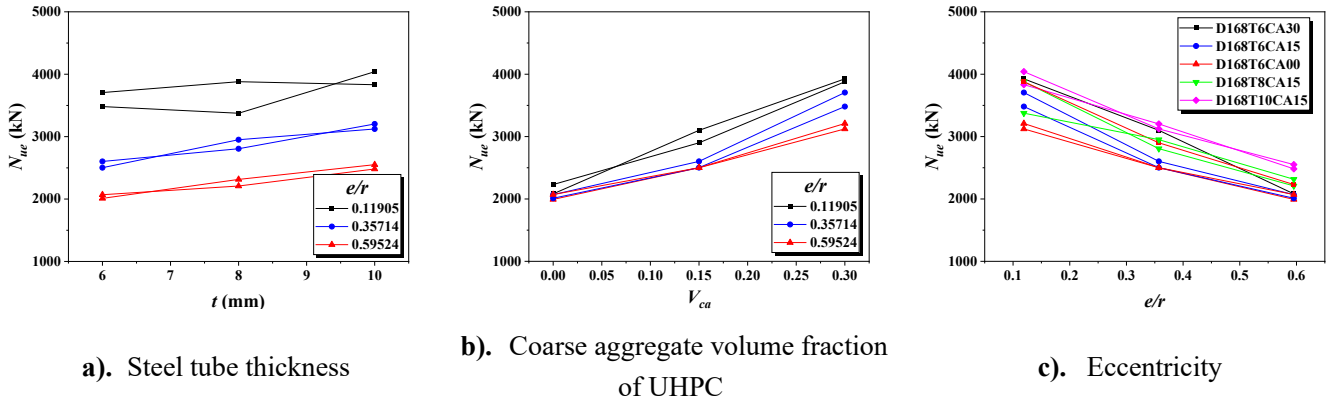 5000
4000
3000
2000
1000
N_ue (kN)
e/r
0.11905
0.35714
0.59524
6 7 8 9 10
t (mm)
a). Steel tube thickness
5000
4000
3000
2000
1000
N_ue (kN)
e/r
0.11905
0.35714
0.59524
0.00 0.05 0.10 0.15 0.20 0.25 0.30
V_ca
b). Coarse aggregate volume fraction
of UHPC
5000
4000
3000
2000
1000
N_ue (kN)
D168T6CA30
D168T6CA15
D168T6CA00
D168T8CA15
D168T10CA15
0.1 0.2 0.3 0.4 0.5 0.6
e/r
c). Eccentricity